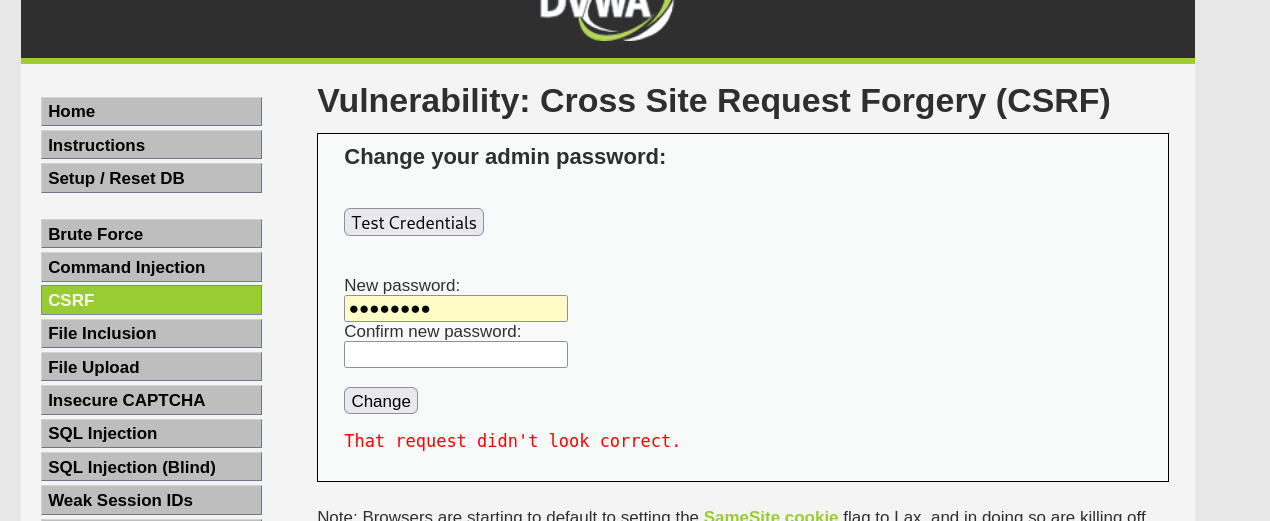 DVWA
Home
Instructions
Setup / Reset DB
Brute Force
Command Injection
CSRF
File Inclusion
File Upload
Insecure CAPTCHA
SQL Injection
SQL Injection (Blind)
Weak Session IDs
Vulnerability: Cross Site Request Forgery (CSRF)
Change your admin password:
Test Credentials
New password:
●●●●●●●●
Confirm new password:
Change
That request didn't look correct.
Note: Browsers are starting to default to setting the SameSite cookie flag to Lax, and in doing so are killing off